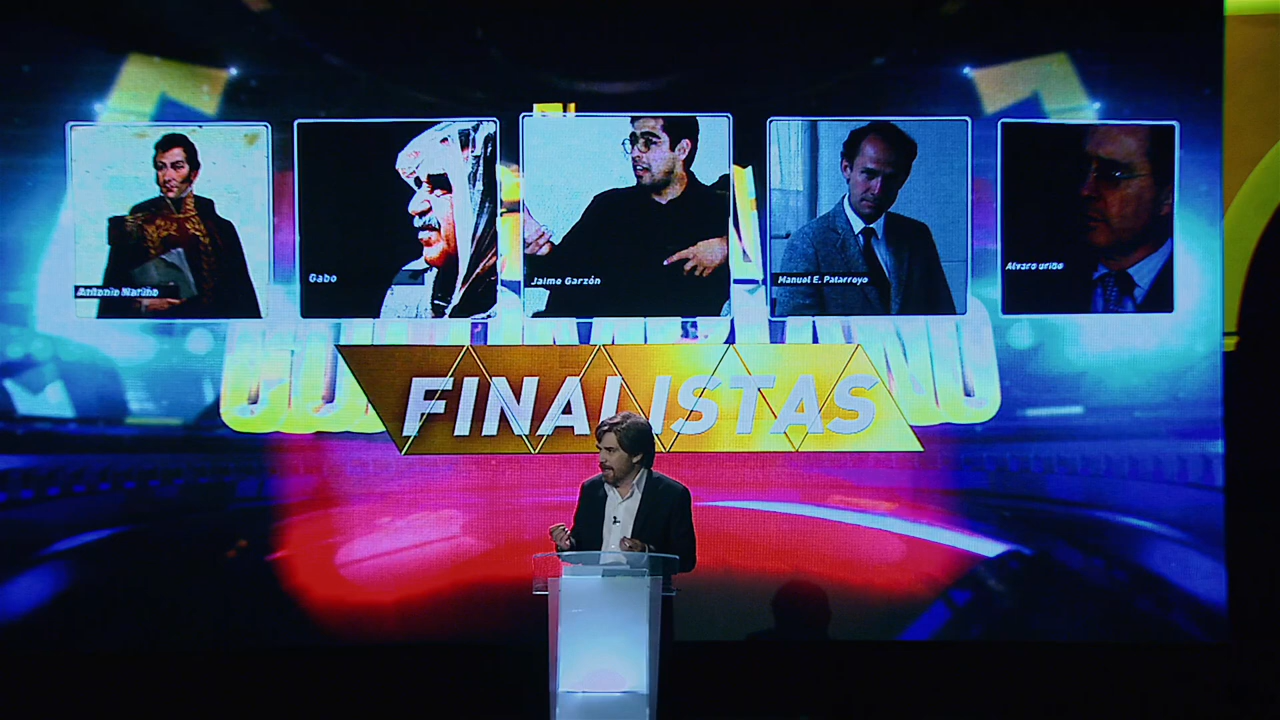 Antonio Nariño
Gabo
Jaime Garzón
Manuel E. Patarroyo
Alvaro uribe
FINALISTAS